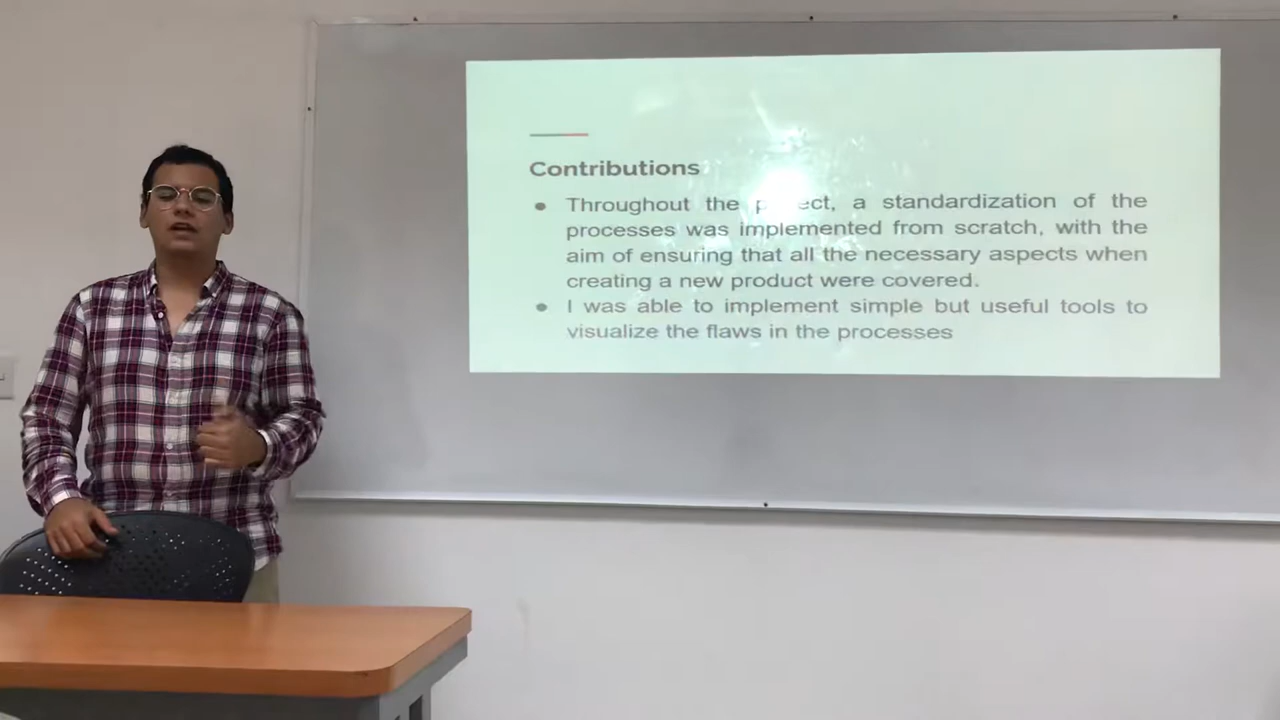 Contributions
● Throughout the ect, a standardization of the
processes was implemented from scratch, with the
aim of ensuring that all the necessary aspects when
creating a new product were covered.
● I was able to implement simple but useful tools to
visualize the flaws in the processes